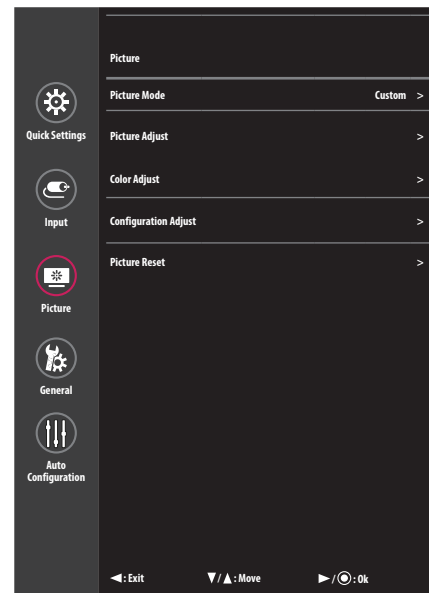 Picture
Picture Mode Custom >
Quick Settings
Picture Adjust >
Color Adjust >
Input
Configuration Adjust >
Picture Reset >
Picture
General
Auto
Configuration
◄ : Exit ▼ / ▲ : Move ► / ◉ : Ok